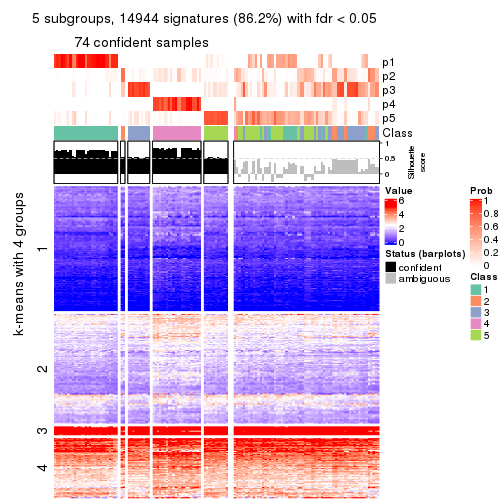 5 subgroups, 14944 signatures (86.2%) with fdr < 0.05
74 confident samples
p1
p2
p3
p4
p5
Class
1
0.5
0
Silhouette
score
k-means with 4 groups
1
2
3
4
Value
6
4
2
0
Status (barplots)
confident
ambiguous
Prob
1
0.8
0.6
0.4
0.2
0
Class
1
2
3
4
5